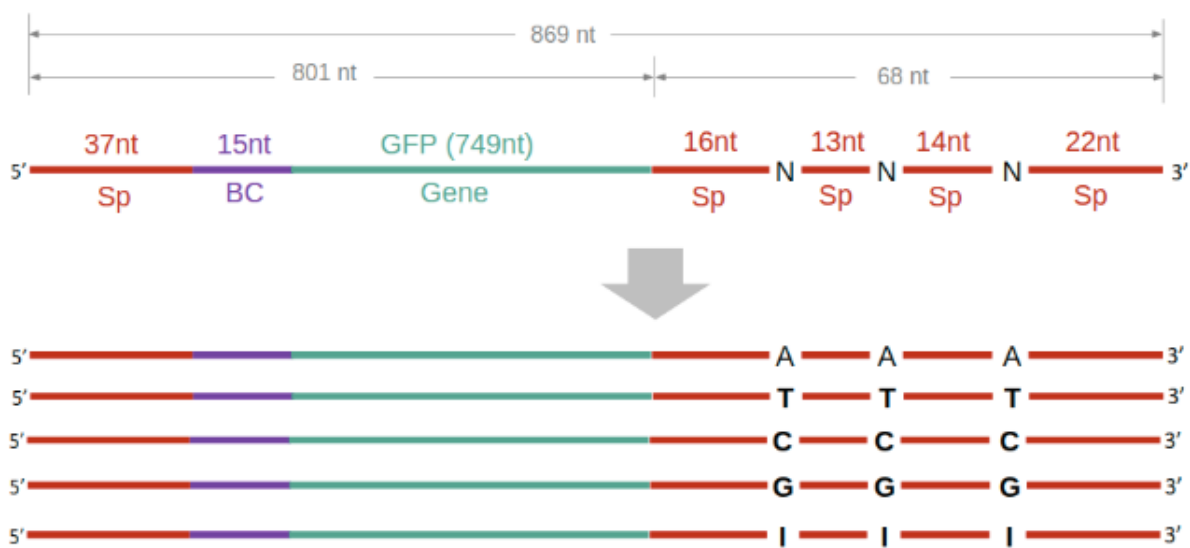 869 nt
801 nt 68 nt
37nt 15nt GFP (749nt) 16nt 13nt 14nt 22nt
5' N N N 3'
Sp BC Gene Sp Sp Sp Sp
5' A A A 3'
5' T T T 3'
5' C C C 3'
5' G G G 3'
5' I I I 3'